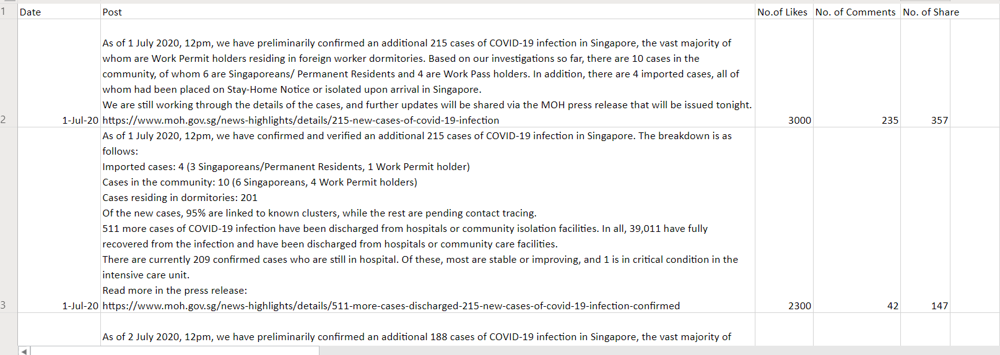 1 Date Post No.of Likes No. of Comments No. of Share
As of 1 July 2020, 12pm, we have preliminarily confirmed an additional 215 cases of COVID-19 infection in Singapore, the vast majority of
whom are Work Permit holders residing in foreign worker dormitories. Based on our investigations so far, there are 10 cases in the
community, of whom 6 are Singaporeans/ Permanent Residents and 4 are Work Pass holders. In addition, there are 4 imported cases, all of
whom had been placed on Stay-Home Notice or isolated upon arrival in Singapore.
We are still working through the details of the cases, and further updates will be shared via the MOH press release that will be issued tonight.
2 1-Jul-20 https://www.moh.gov.sg/news-highlights/details/215-new-cases-of-covid-19-infection 3000 235 357
As of 1 July 2020, 12pm, we have confirmed and verified an additional 215 cases of COVID-19 infection in Singapore. The breakdown is as
follows:
Imported cases: 4 (3 Singaporeans/Permanent Residents, 1 Work Permit holder)
Cases in the community: 10 (6 Singaporeans, 4 Work Permit holders)
Cases residing in dormitories: 201
Of the new cases, 95% are linked to known clusters, while the rest are pending contact tracing.
511 more cases of COVID-19 infection have been discharged from hospitals or community isolation facilities. In all, 39,011 have fully
recovered from the infection and have been discharged from hospitals or community care facilities.
There are currently 209 confirmed cases who are still in hospital. Of these, most are stable or improving, and 1 is in critical condition in the
intensive care unit.
Read more in the press release:
3 1-Jul-20 https://www.moh.gov.sg/news-highlights/details/511-more-cases-discharged-215-new-cases-of-covid-19-infection-confirmed 2300 42 147
As of 2 July 2020, 12pm, we have preliminarily confirmed an additional 188 cases of COVID-19 infection in Singapore, the vast majority of